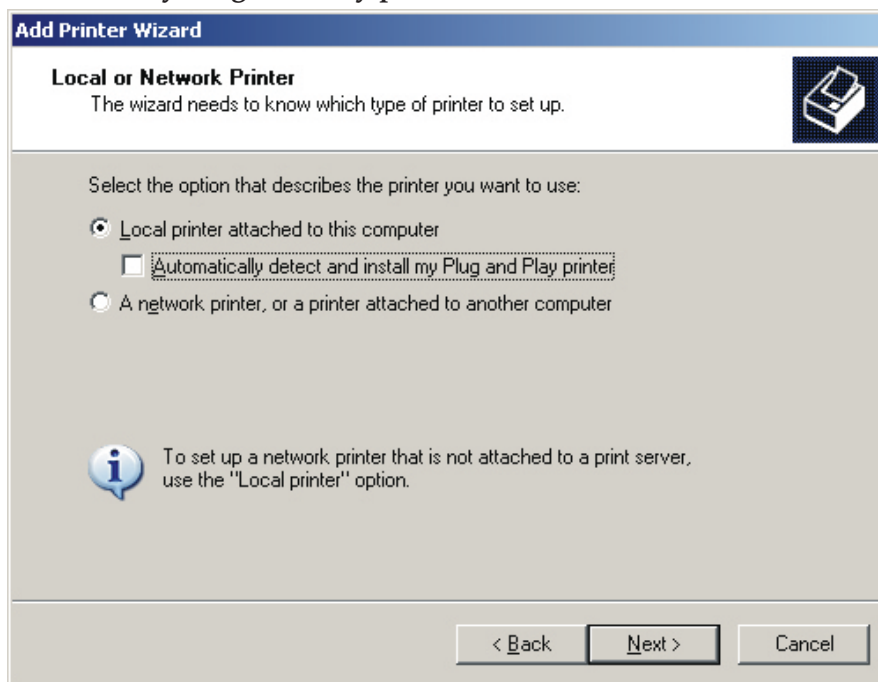 Add Printer Wizard
Local or Network Printer
The wizard needs to know which type of printer to set up.
Select the option that describes the printer you want to use:
Local printer attached to this computer
Automatically detect and install my Plug and Play printer
A network printer, or a printer attached to another computer
To set up a network printer that is not attached to a print server,
use the "Local printer" option.
< Back
Next >
Cancel